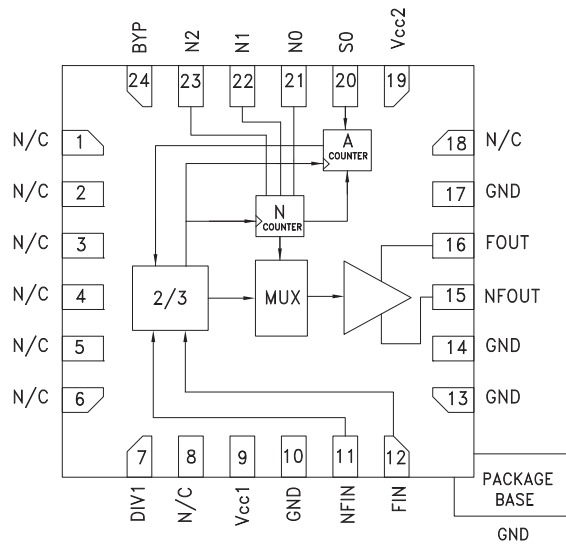 BYP N2 N1 N0 S0 Vcc2
24 23 22 21 20 19
N/C 1 18 N/C
A
COUNTER
N/C 2 17 GND
N
COUNTER
N/C 3 16 FOUT
N/C 4 2/3 MUX 15 NFOUT
N/C 5 14 GND
N/C 6 13 GND
7 8 9 10 11 12
DIV1 N/C Vcc1 GND NFIN FIN
PACKAGE
BASE
GND